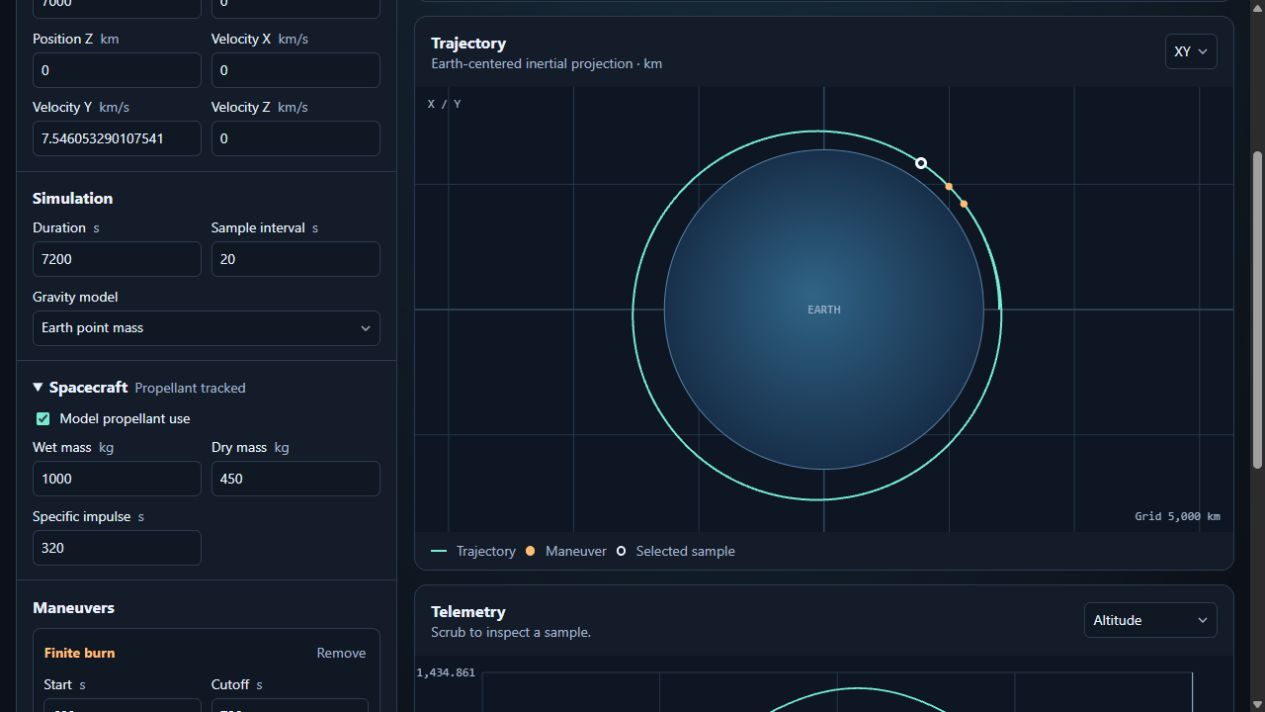 7000
0
Position Z km
Velocity X km/s
0
0
Velocity Y km/s
Velocity Z km/s
7.546053290107541
0
Simulation
Duration s
Sample interval s
7200
20
Gravity model
Earth point mass
Spacecraft Propellant tracked
Model propellant use
Wet mass kg
Dry mass kg
1000
450
Specific impulse s
320
Maneuvers
Finite burn
Remove
Start s
Cutoff s
Trajectory
Earth-centered inertial projection · km
XY
X / Y
EARTH
Grid 5,000 km
Trajectory
Maneuver
Selected sample
Telemetry
Scrub to inspect a sample.
Altitude
1,434.861